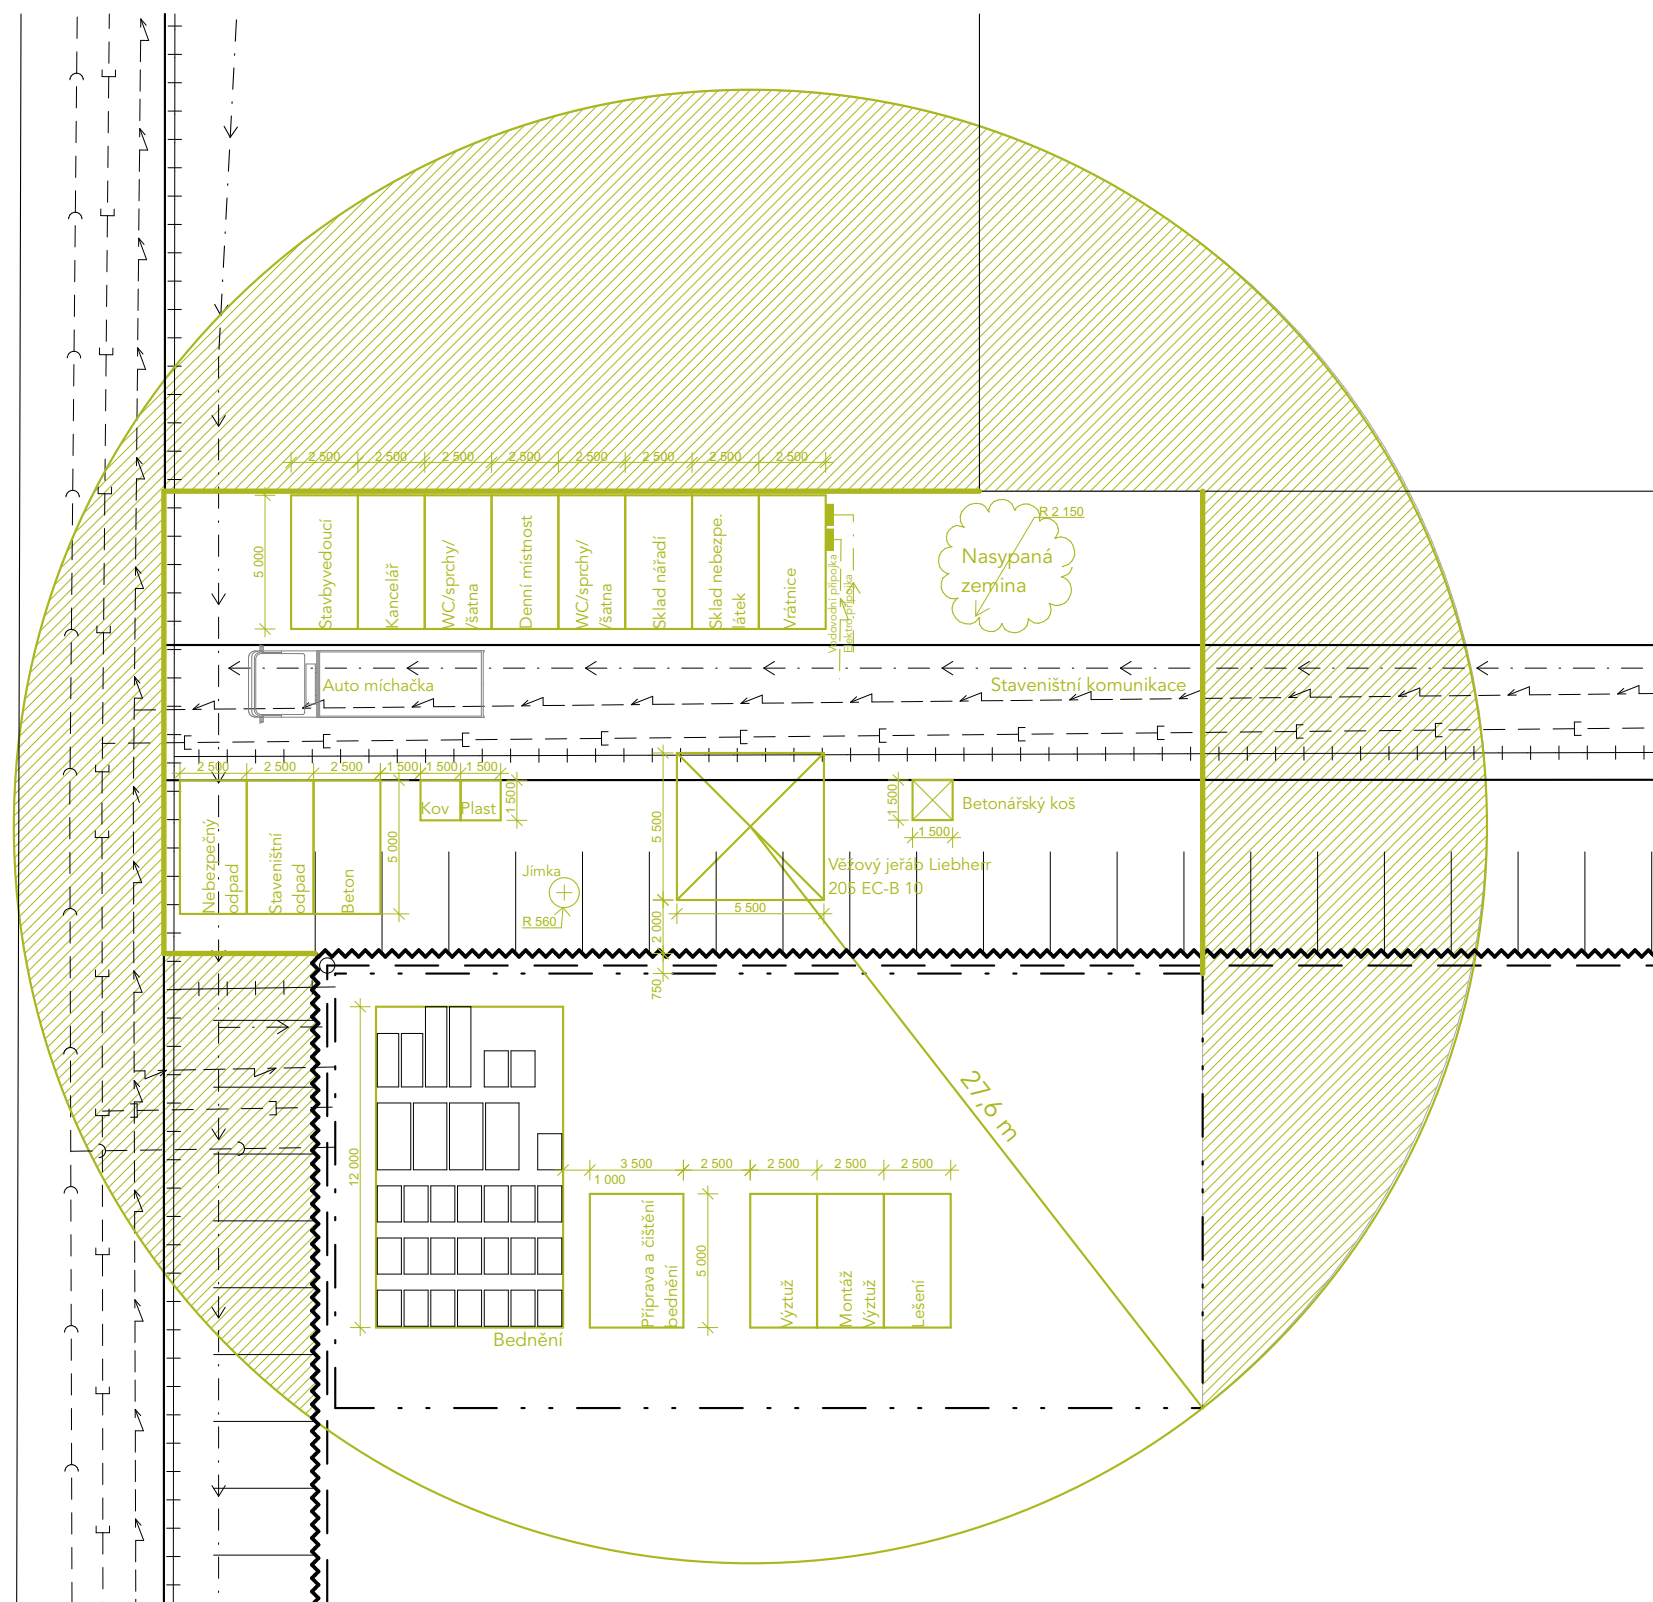 2 500
2 500
2 500
2 500
2 500
2 500
2 500
2 500
5 000
Stavbyvedoucí
Kancelář
WC/sprchy/
/šatna
Denní místnost
WC/sprchy/
/šatna
Sklad nářadí
Sklad nebezpe.
látek
Vrátnice
Vodovodní přípojka
Elektro přípojka
R 2 150
Nasypaná
zemina
Auto míchačka
Staveništní komunikace
2 500
2 500
2 500
1 500
1 500
1 500
Kov
Plast
1 500
Nebezpečný
odpad
Staveništní
odpad
Beton
5 000
Jímka
R 560
5 500
5 500
2 000
750
Věžový jeřáb Liebherr
205 EC-B 10
1 500
1 500
Betonářský koš
27,6 m
12 000
Bednění
1 000
3 500
2 500
2 500
2 500
2 500
Příprava a čištění
bednění
5 000
Výztuž
Montáž
Výztuž
Lešení